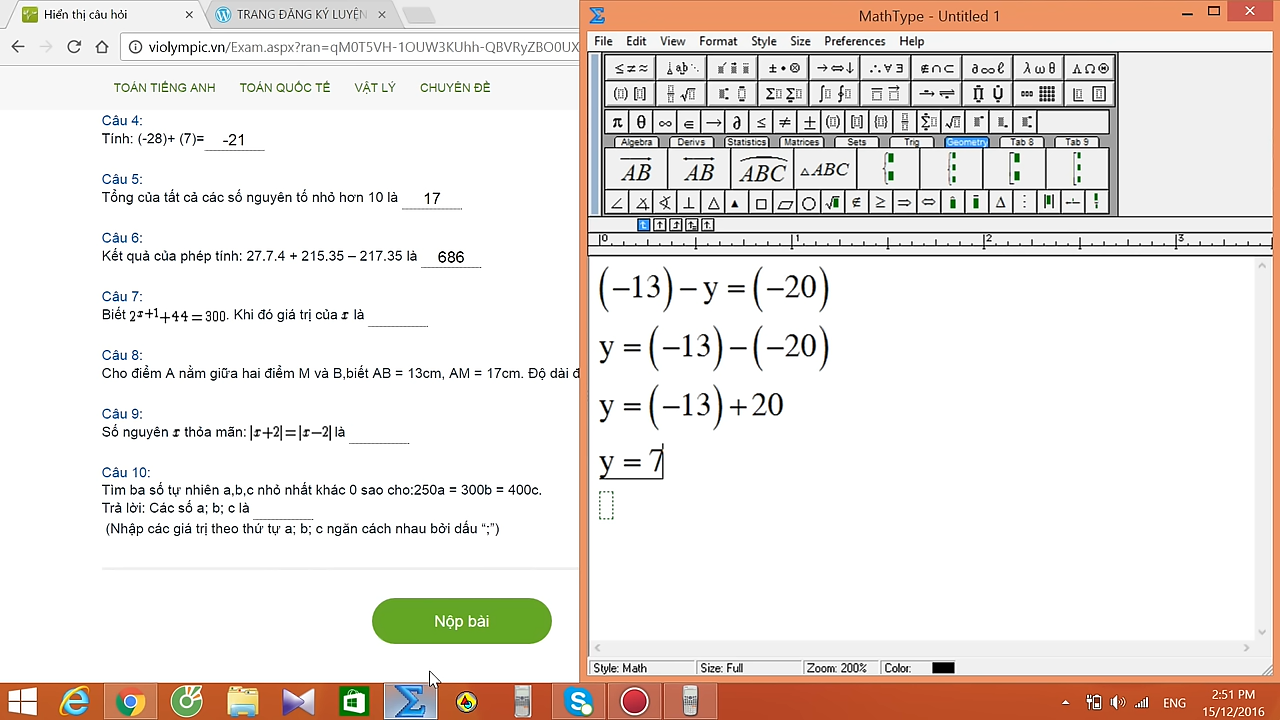 Hiển thị câu hỏi
TRANG ĐĂNG KÝ LUYỆN
violympic.vn/Exam.aspx?ran=qM0T5VH-1OUW3KUhh-QBVRyZBO0UX
TOÁN TIẾNG ANH TOÁN QUỐC TẾ VẬT LÝ CHUYÊN ĐỀ
Câu 4:
Tính: (-28)+ (7)= -21
Câu 5:
Tổng của tất cả các số nguyên tố nhỏ hơn 10 là 17
Câu 6:
Kết quả của phép tính: 27.7.4 + 215.35 – 217.35 là 686
Câu 7:
Biết 2^{x+1}+44=300. Khi đó giá trị của x là
Câu 8:
Cho điểm A nằm giữa hai điểm M và B,biết AB = 13cm, AM = 17cm. Độ dài đ
Câu 9:
Số nguyên x thỏa mãn: |x+2|=|x−2| là
Câu 10:
Tìm ba số tự nhiên a,b,c nhỏ nhất khác 0 sao cho:250a = 300b = 400c.
Trả lời: Các số a; b; c là
(Nhập các giá trị theo thứ tự a; b; c ngăn cách nhau bởi dấu “;”)
Nộp bài
MathType - Untitled 1
File Edit View Format Style Size Preferences Help
Algebra Derivs Statistics Matrices Sets Trig Geometry Tab 8 Tab 9
AB AB ABC △ABC
0 1 2 3
(−13)−y=(−20)
y=(−13)−(−20)
y=(−13)+20
y=7
Style: Math Size: Full Zoom: 200% Color:
ENG
2:51 PM
15/12/2016